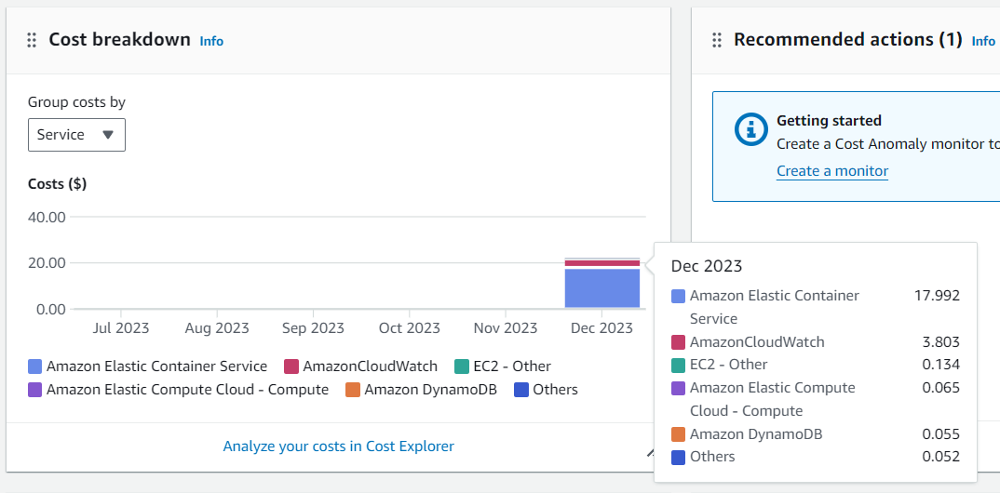 Cost breakdown Info
Group costs by
Service
Costs ($)
40.00
20.00
0.00
Jul 2023 Aug 2023 Sep 2023 Oct 2023 Nov 2023 Dec 2023
Amazon Elastic Container Service AmazonCloudWatch EC2 - Other
Amazon Elastic Compute Cloud - Compute Amazon DynamoDB Others
Analyze your costs in Cost Explorer
Recommended actions (1) Info
Getting started
Create a Cost Anomaly monitor to
Create a monitor
Dec 2023
Amazon Elastic Container 17.992
Service
AmazonCloudWatch 3.803
EC2 - Other 0.134
Amazon Elastic Compute 0.065
Cloud - Compute
Amazon DynamoDB 0.055
Others 0.052